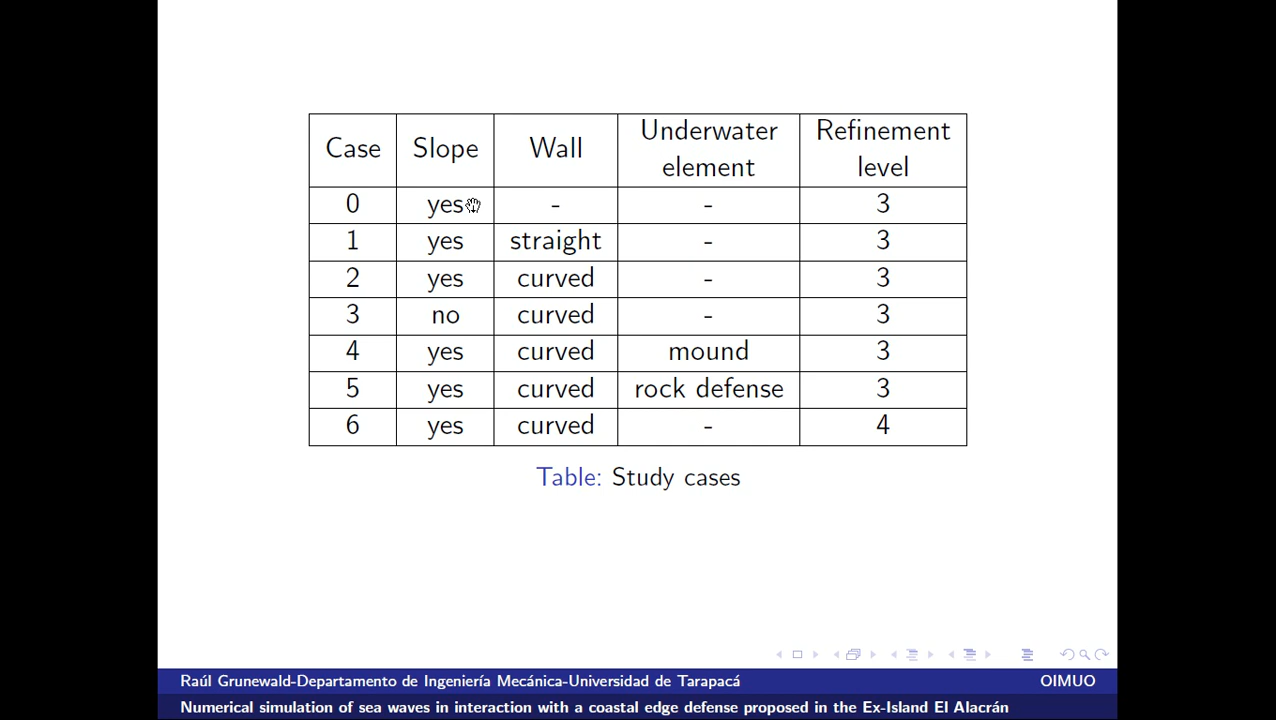 Case Slope Wall Underwater element Refinement level
0 yes - - 3
1 yes straight - 3
2 yes curved - 3
3 no curved - 3
4 yes curved mound 3
5 yes curved rock defense 3
6 yes curved - 4
Table: Study cases
Raúl Grunewald-Departamento de Ingeniería Mecánica-Universidad de Tarapacá OIMUO
Numerical simulation of sea waves in interaction with a coastal edge defense proposed in the Ex-Island El Alacrán